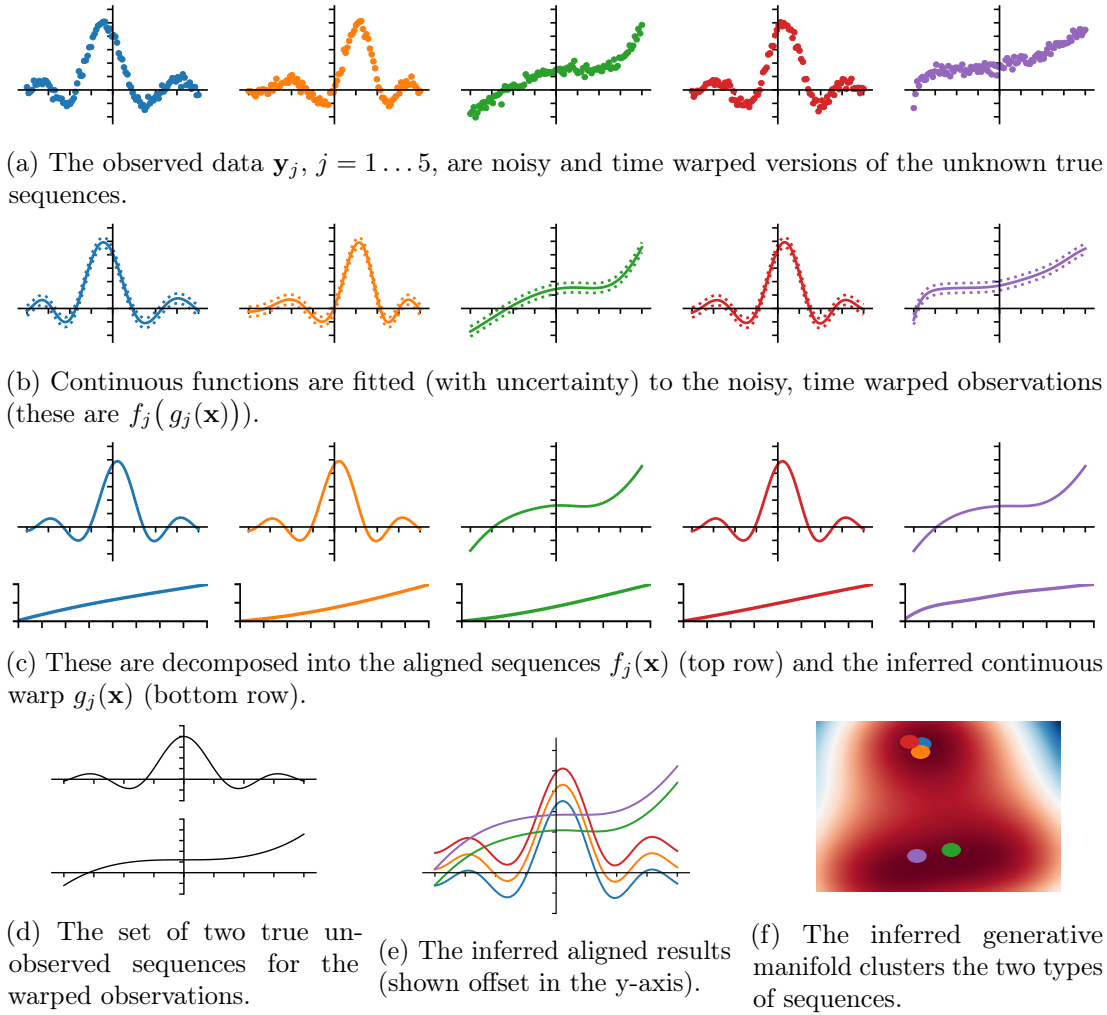 (a) The observed data y_j, j = 1 … 5, are noisy and time warped versions of the unknown true
sequences.
(b) Continuous functions are fitted (with uncertainty) to the noisy, time warped observations
(these are f_j( g_j(x))).
(c) These are decomposed into the aligned sequences f_j(x) (top row) and the inferred continuous
warp g_j(x) (bottom row).
(d) The set of two true un-
observed sequences for the
warped observations.
(e) The inferred aligned results
(shown offset in the y-axis).
(f) The inferred generative
manifold clusters the two types
of sequences.